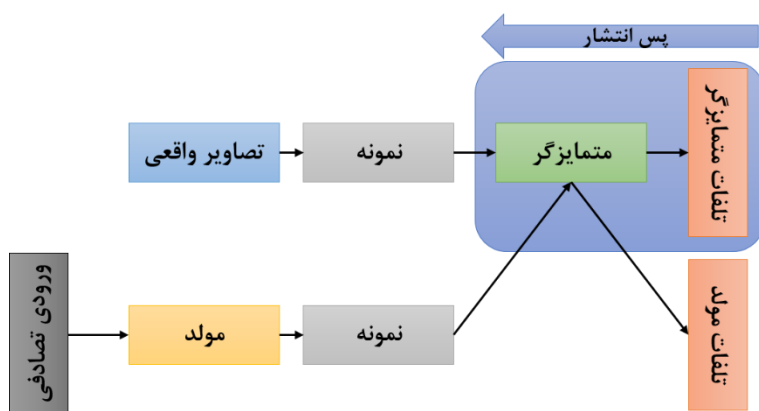 پس انتشار
تصاویر واقعی
نمونه
متمایزگر
تلفات متمایزگر
ورودی تصادفی
مولد
نمونه
تلفات مولد